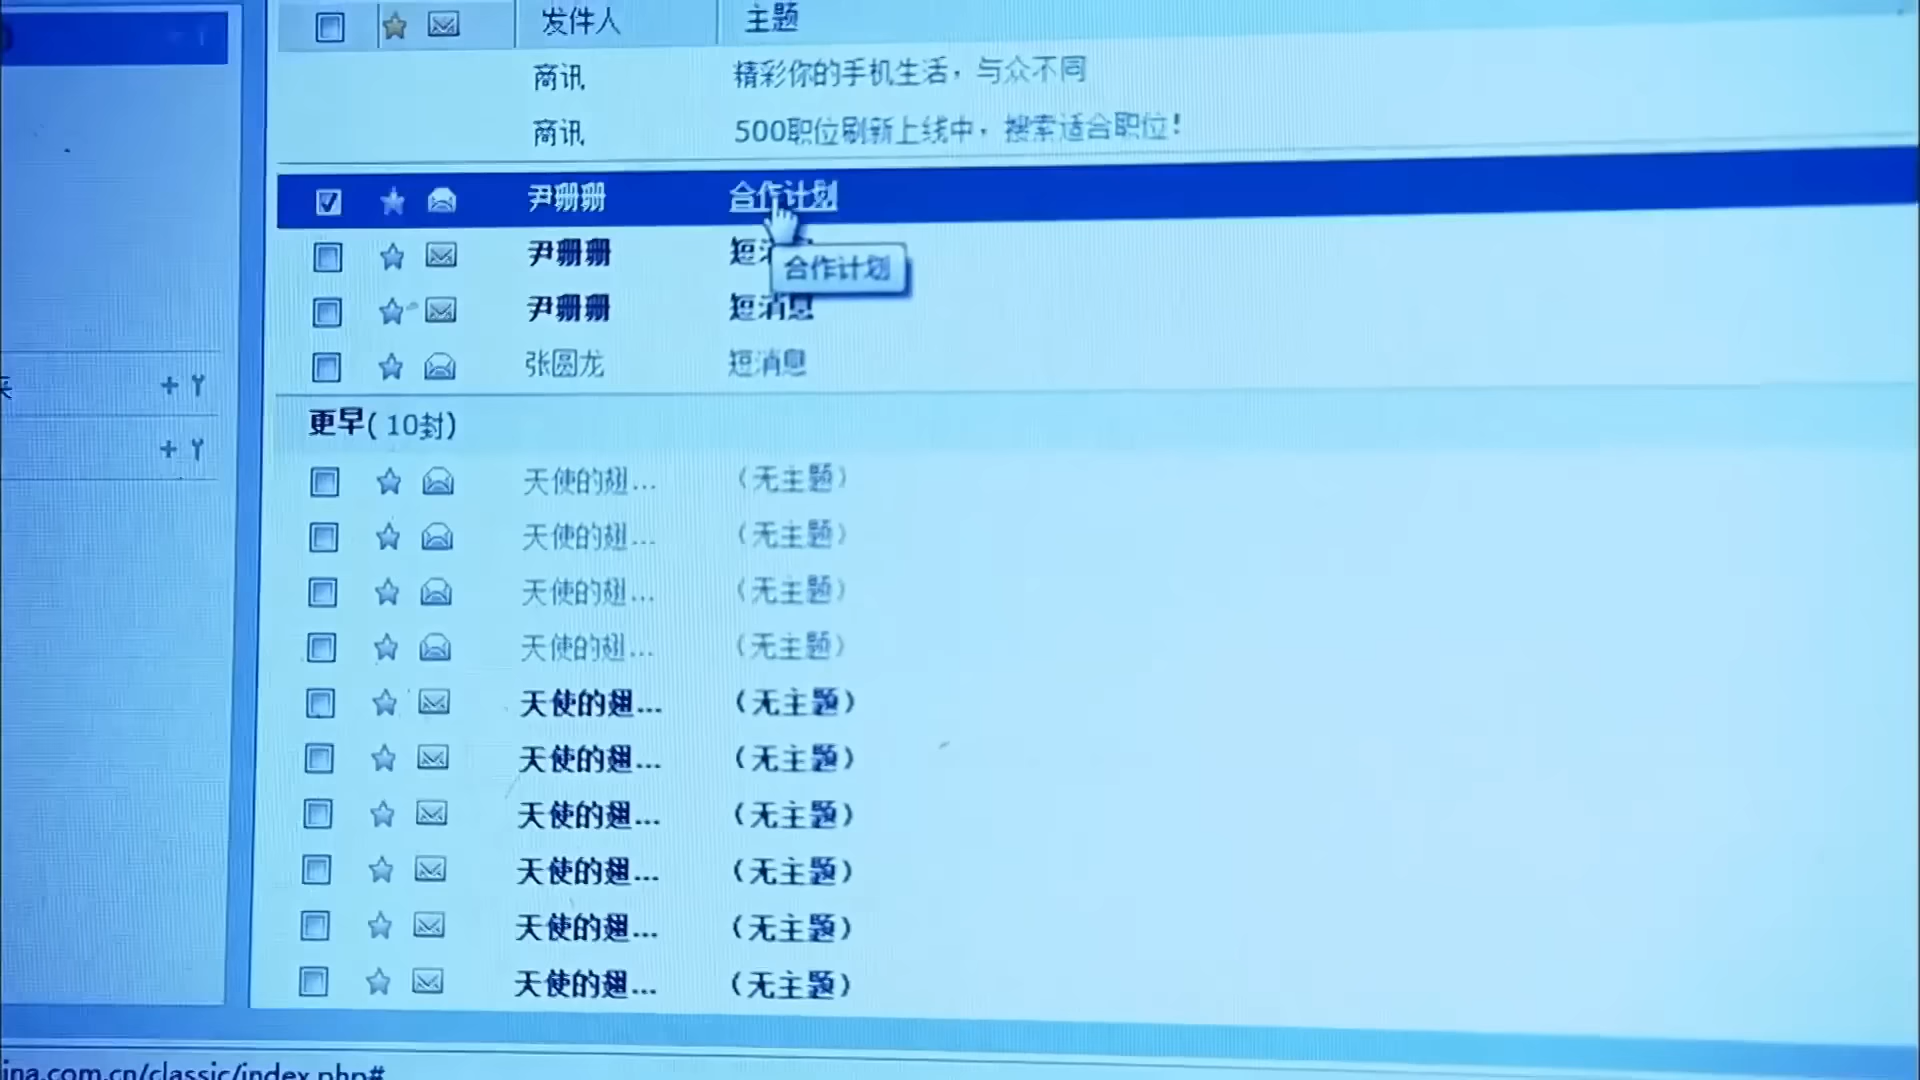 发件人 主题
商讯 精彩你的手机生活，与众不同
商讯 500职位刷新上线中，搜索适合职位！
尹珊珊 合作计划
尹珊珊 短消
合作计划
尹珊珊 短消息
张圆龙 短消息
更早(10封)
天使的翅... （无主题）
天使的翅... （无主题）
天使的翅... （无主题）
天使的翅... （无主题）
天使的翅... （无主题）
天使的翅... （无主题）
天使的翅... （无主题）
天使的翅... （无主题）
天使的翅... （无主题）
天使的翅... （无主题）
ina.com.cn/classic/index.php#